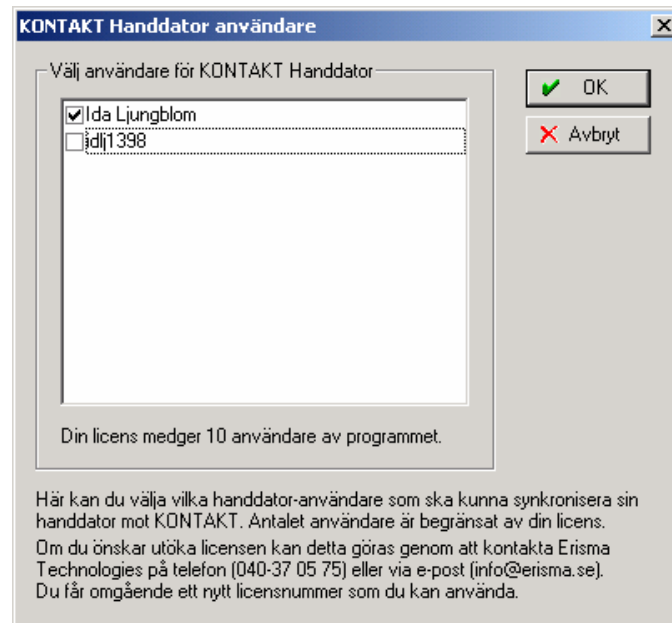 KONTAKT Handdator användare
Välj användare för KONTAKT Handdator
Ida Ljungblom
idlj1398
OK
Avbryt
Din licens medger 10 användare av programmet.
Här kan du välja vilka handdator-användare som ska kunna synkronisera sin
handdator mot KONTAKT. Antalet användare är begränsat av din licens.
Om du önskar utöka licensen kan detta göras genom att kontakta Erisma
Technologies på telefon (040-37 05 75) eller via e-post (info@erisma.se).
Du får omgående ett nytt licensnummer som du kan använda.